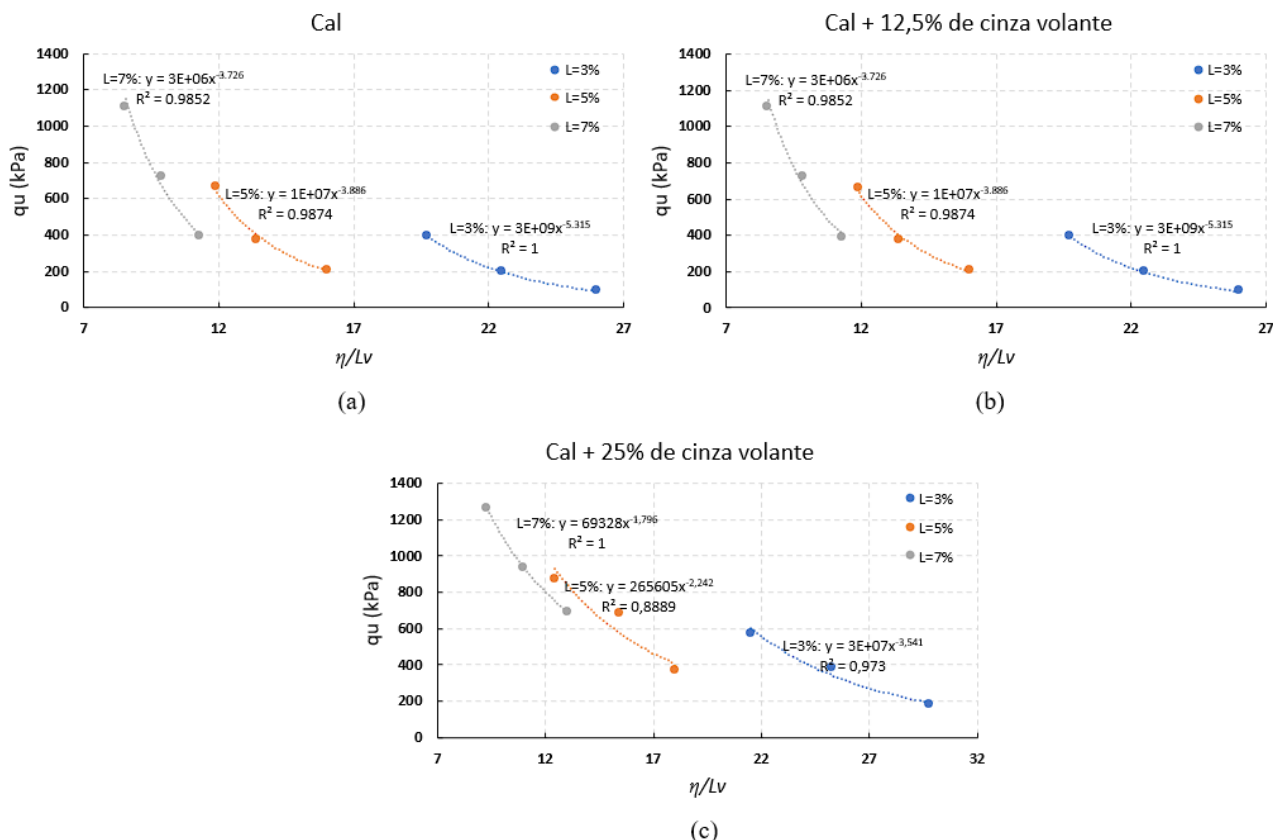 Cal
1400
1200
1000
800
600
400
200
0
qu (kPa)
L=7%: y = 3E+06x^-3.726
R² = 0.9852
L=5%: y = 1E+07x^-3.886
R² = 0.9874
L=3%: y = 3E+09x^-5.315
R² = 1
L=3%
L=5%
L=7%
7 12 17 22 27
η/Lv
(a)
Cal + 12,5% de cinza volante
1400
1200
1000
800
600
400
200
0
qu (kPa)
L=7%: y = 3E+06x^-3.726
R² = 0.9852
L=5%: y = 1E+07x^-3.886
R² = 0.9874
L=3%: y = 3E+09x^-5.315
R² = 1
L=3%
L=5%
L=7%
7 12 17 22 27
η/Lv
(b)
Cal + 25% de cinza volante
1400
1200
1000
800
600
400
200
0
qu (kPa)
L=7%: y = 69328x^-1,796
R² = 1
L=5%: y = 265605x^-2,242
R² = 0,8889
L=3%: y = 3E+07x^-3,541
R² = 0,973
L=3%
L=5%
L=7%
7 12 17 22 27 32
η/Lv
(c)